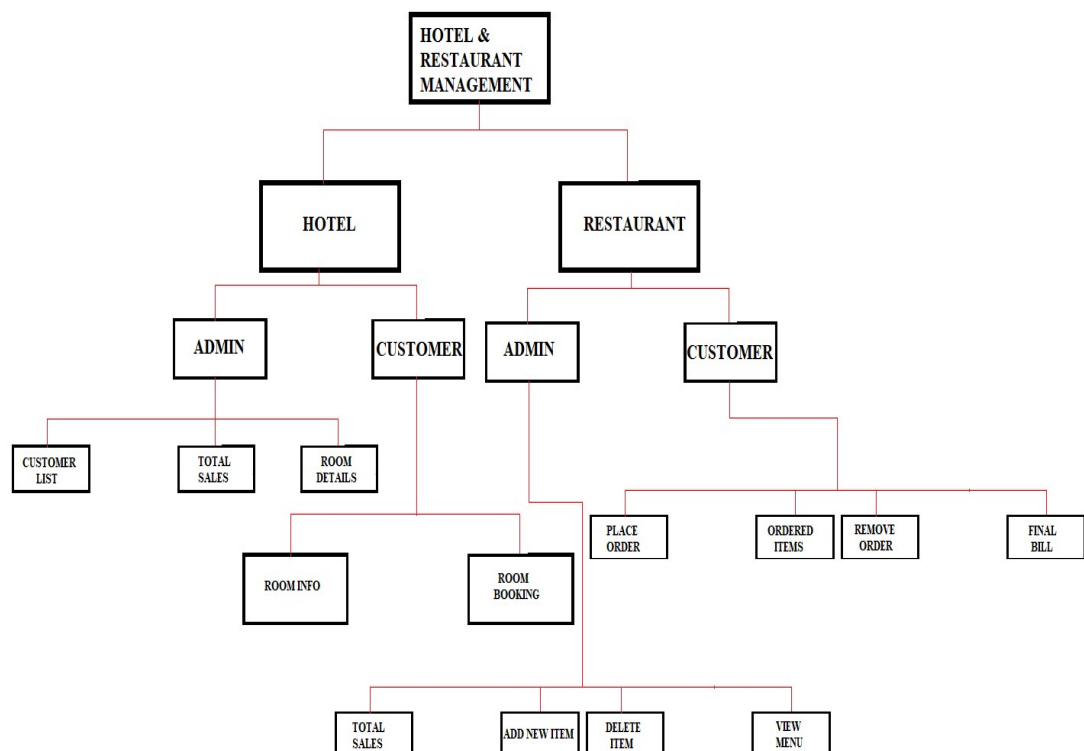 HOTEL &
RESTAURANT
MANAGEMENT
HOTEL
RESTAURANT
ADMIN
CUSTOMER
ADMIN
CUSTOMER
CUSTOMER
LIST
TOTAL
SALES
ROOM
DETAILS
PLACE
ORDER
ORDERED
ITEMS
REMOVE
ORDER
FINAL
BILL
ROOM INFO
ROOM
BOOKING
TOTAL
SALES
ADD NEW ITEM
DELETE
ITEM
VIEW
MENU